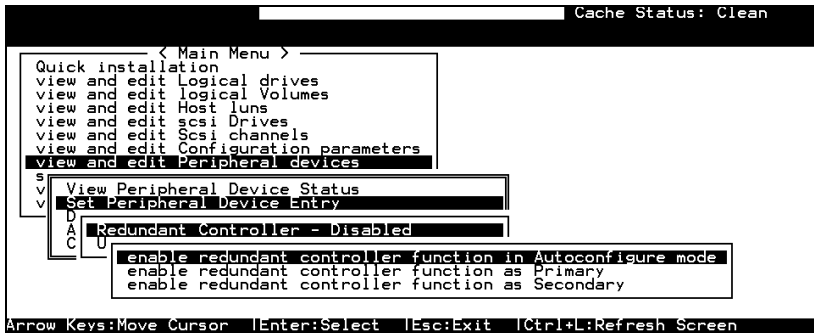 Cache Status: Clean
< Main Menu >
Quick installation
view and edit Logical drives
view and edit logical Volumes
view and edit Host luns
view and edit scsi Drives
view and edit Scsi channels
view and edit Configuration parameters
view and edit Peripheral devices
s
v View Peripheral Device Status
v Set Peripheral Device Entry
D
A Redundant Controller - Disabled
C U
enable redundant controller function in Autoconfigure mode
enable redundant controller function as Primary
enable redundant controller function as Secondary
Arrow Keys:Move Cursor |Enter:Select |Esc:Exit |Ctrl+L:Refresh Screen